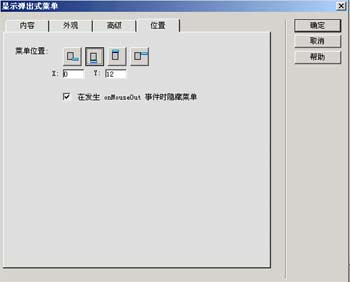 显示弹出式菜单
内容 外观 高级 位置
确定
取消
帮助
菜单位置:
X: 0 Y: 12
在发生 onMouseOut 事件时隐藏菜单